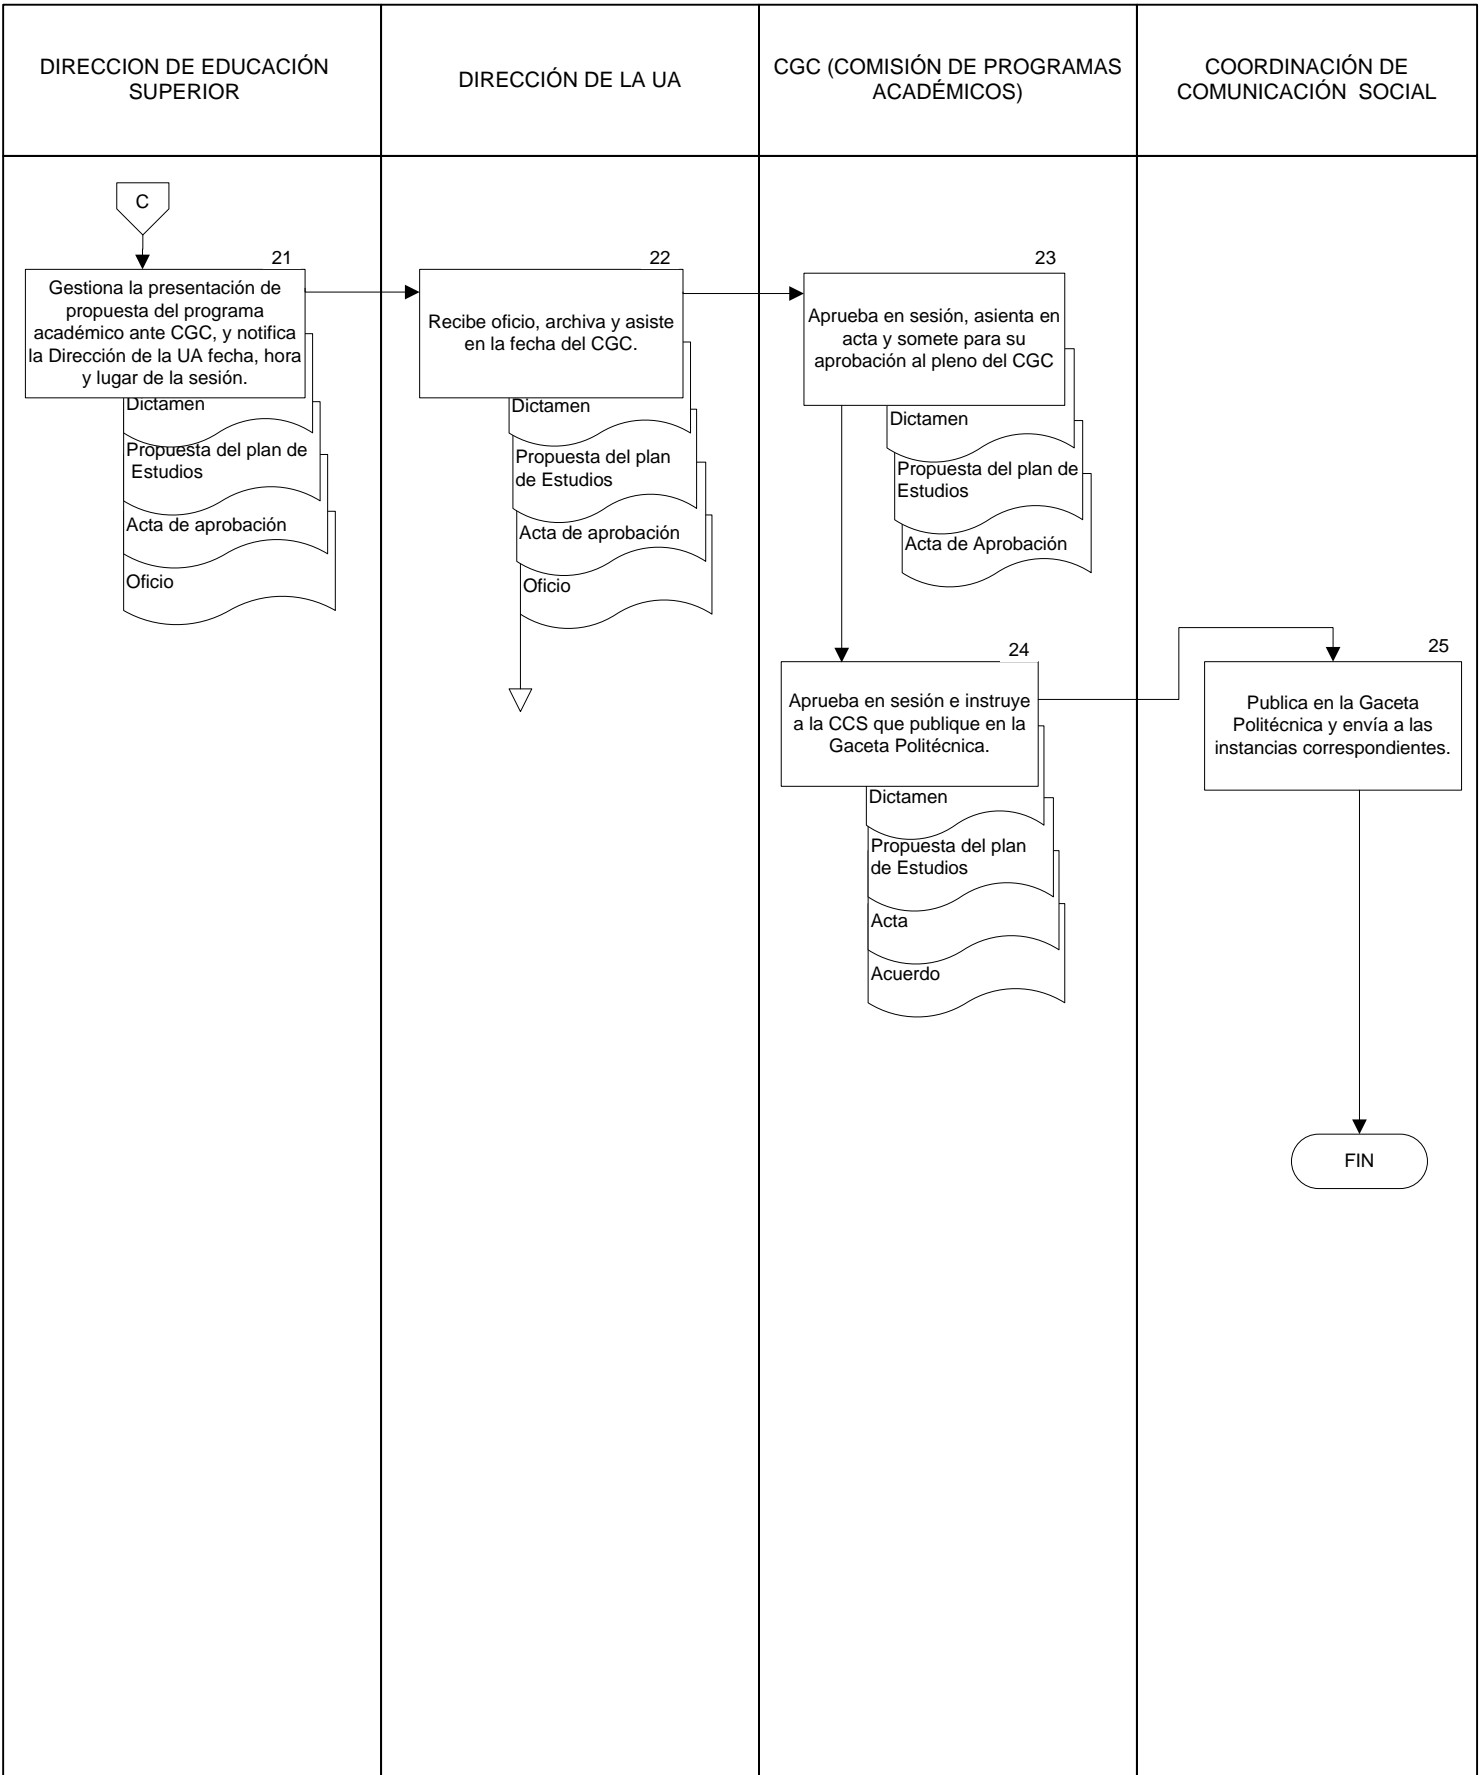 DIRECCION DE EDUCACIÓN
SUPERIOR
DIRECCIÓN DE LA UA
CGC (COMISIÓN DE PROGRAMAS
ACADÉMICOS)
COORDINACIÓN DE
COMUNICACIÓN SOCIAL
C
21
Gestiona la presentación de
propuesta del programa
académico ante CGC, y notifica
la Dirección de la UA fecha, hora
y lugar de la sesión.
Dictamen
Propuesta del plan de
Estudios
Acta de aprobación
Oficio
22
Recibe oficio, archiva y asiste
en la fecha del CGC.
Dictamen
Propuesta del plan
de Estudios
Acta de aprobación
Oficio
23
Aprueba en sesión, asienta en
acta y somete para su
aprobación al pleno del CGC
Dictamen
Propuesta del plan de
Estudios
Acta de Aprobación
24
Aprueba en sesión e instruye
a la CCS que publique en la
Gaceta Politécnica.
Dictamen
Propuesta del plan
de Estudios
Acta
Acuerdo
25
Publica en la Gaceta
Politécnica y envía a las
instancias correspondientes.
FIN